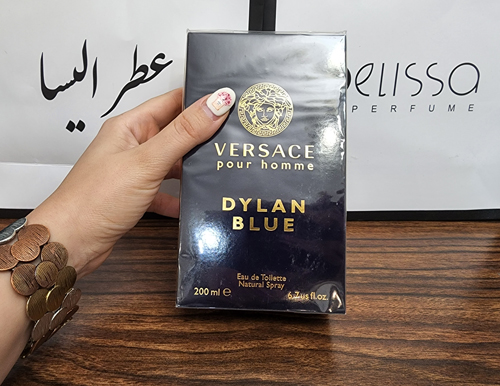 عطر اليسا
elissa
PERFUME
VERSACE
pour homme
DYLAN
BLUE
Eau de Toilette
Natural Spray
200 ml e 6.7 us fl.oz.